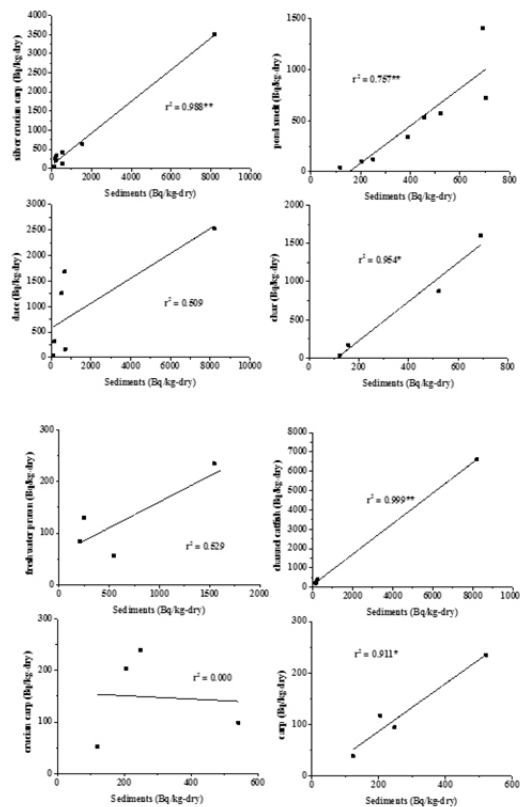 4000
3500
3000
2500
2000
1500
1000
500
0
silver crucian carp (Bq/kg-dry)
r² = 0.988**
0 2000 4000 6000 8000 10000
Sediments (Bq/kg-dry)
1500
1000
500
0
pond smelt (Bq/kg-dry)
r² = 0.757**
0 200 400 600 800
Sediments (Bq/kg-dry)
3000
2500
2000
1500
1000
500
0
dace (Bq/kg-dry)
r² = 0.509
0 2000 4000 6000 8000 10000
Sediments (Bq/kg-dry)
2000
1500
1000
500
0
char (Bq/kg-dry)
r² = 0.954*
0 200 400 600 800
Sediments (Bq/kg-dry)
300
200
100
0
freshwater prawn (Bq/kg-dry)
r² = 0.529
0 500 1000 1500 2000
Sediments (Bq/kg-dry)
8000
7000
6000
5000
4000
3000
2000
1000
0
channel catfish (Bq/kg-dry)
r² = 0.999**
0 2000 4000 6000 8000 10000
Sediments (Bq/kg-dry)
300
200
100
0
crucian carp (Bq/kg-dry)
r² = 0.000
0 200 400 600
Sediments (Bq/kg-dry)
300
200
100
0
carp (Bq/kg-dry)
r² = 0.911*
0 200 400 600
Sediments (Bq/kg-dry)